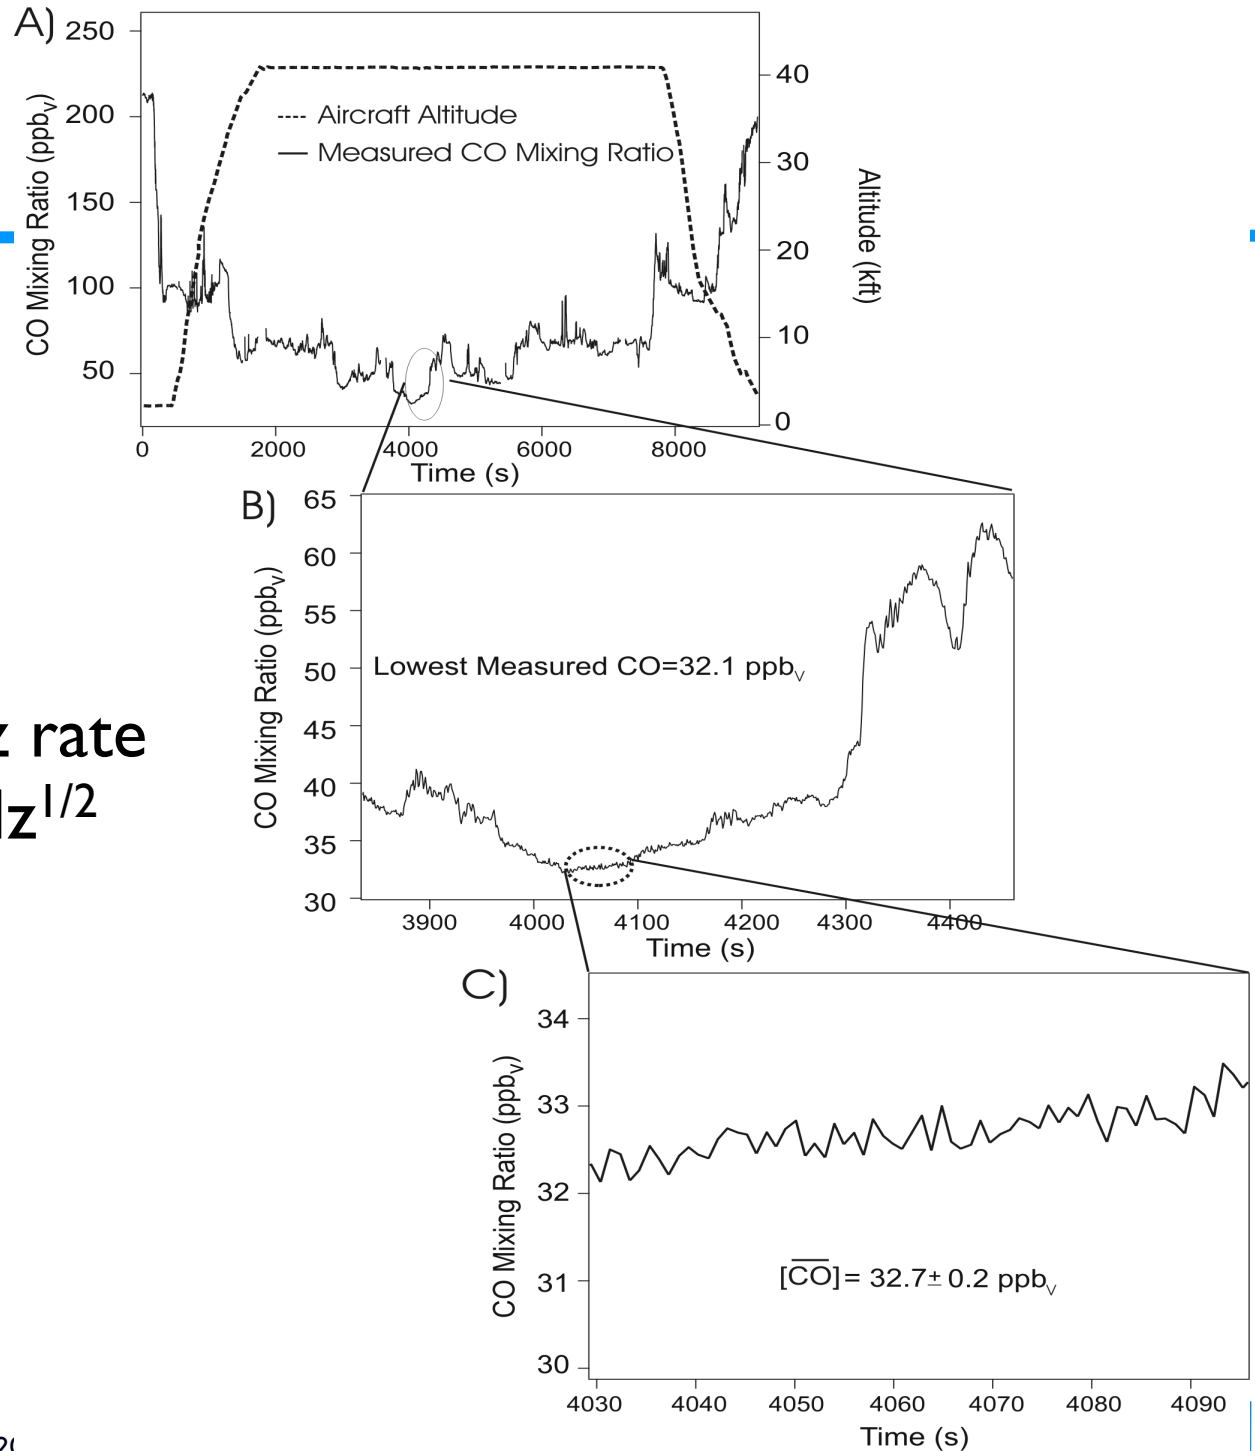 A)
250
200
150
100
50
CO Mixing Ratio (ppbV)
Aircraft Altitude
Measured CO Mixing Ratio
40
30
20
10
0
Altitude (kft)
0 2000 4000 6000 8000
Time (s)
B)
65
60
55
50
45
40
35
30
CO Mixing Ratio (ppbV)
Lowest Measured CO=32.1 ppbV
3900 4000 4100 4200 4300 4400
Time (s)
z rate
Hz1/2
C)
34
33
32
31
30
CO Mixing Ratio (ppbV)
[CO]= 32.7± 0.2 ppbV
4030 4040 4050 4060 4070 4080 4090
Time (s)